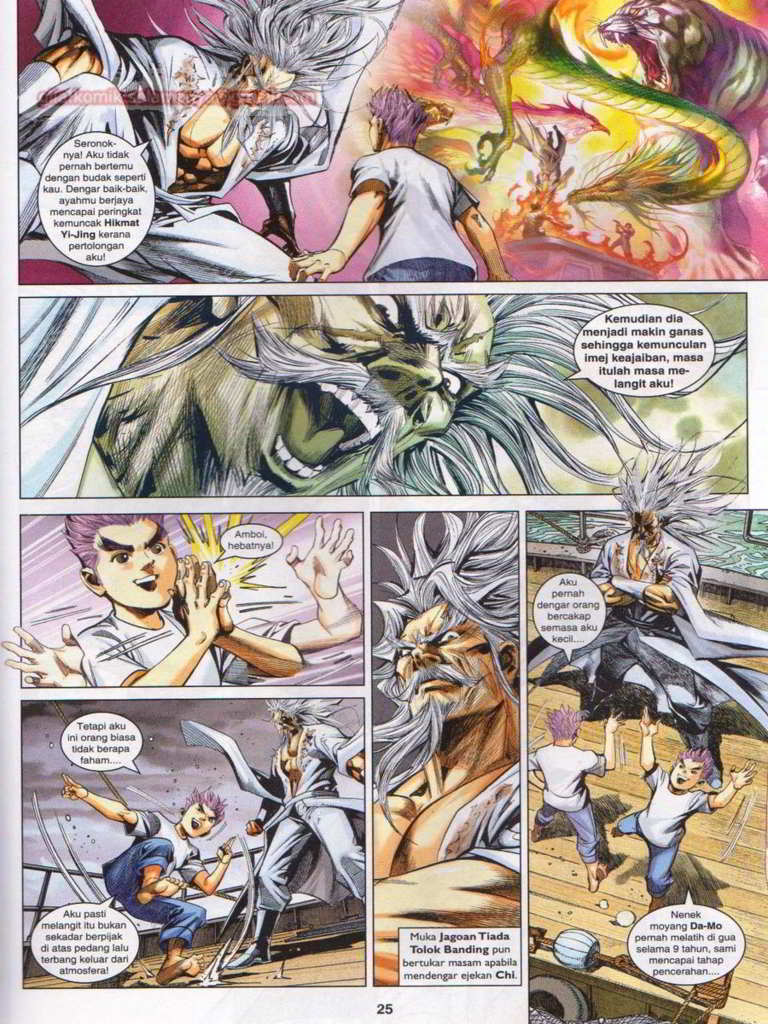 Seronok-
nya! Aku tidak
pernah bertemu
dengan budak seperti
kau. Dengar baik-baik,
ayahmu berjaya
mencapai peringkat
kemuncak Hikmat
Yi-Jing kerana
pertolongan
aku!
Kemudian dia
menjadi makin ganas
sehingga kemunculan
imej keajaiban, masa
itulah masa me-
langit aku!
Amboi,
hebatnya!
Tetapi aku
ini orang biasa
tidak berapa
faham....
Aku pasti
melangit itu bukan
sekadar berpijak
di atas pedang lalu
terbang keluar dari
atmosfera!
Muka Jagoan Tiada
Tolok Banding pun
bertukar masam apabila
mendengar ejekan Chi.
Aku
pernah
dengar orang
bercakap
semasa aku
kecil....
Nenek
moyang Da-Mo
pernah melatih di gua
selama 9 tahun, sami
mencapai tahap
pencerahan....
25